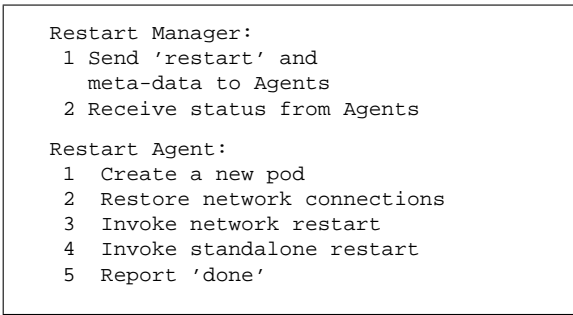 Restart Manager:
1 Send ’restart’ and
meta-data to Agents
2 Receive status from Agents
Restart Agent:
1 Create a new pod
2 Restore network connections
3 Invoke network restart
4 Invoke standalone restart
5 Report ’done’